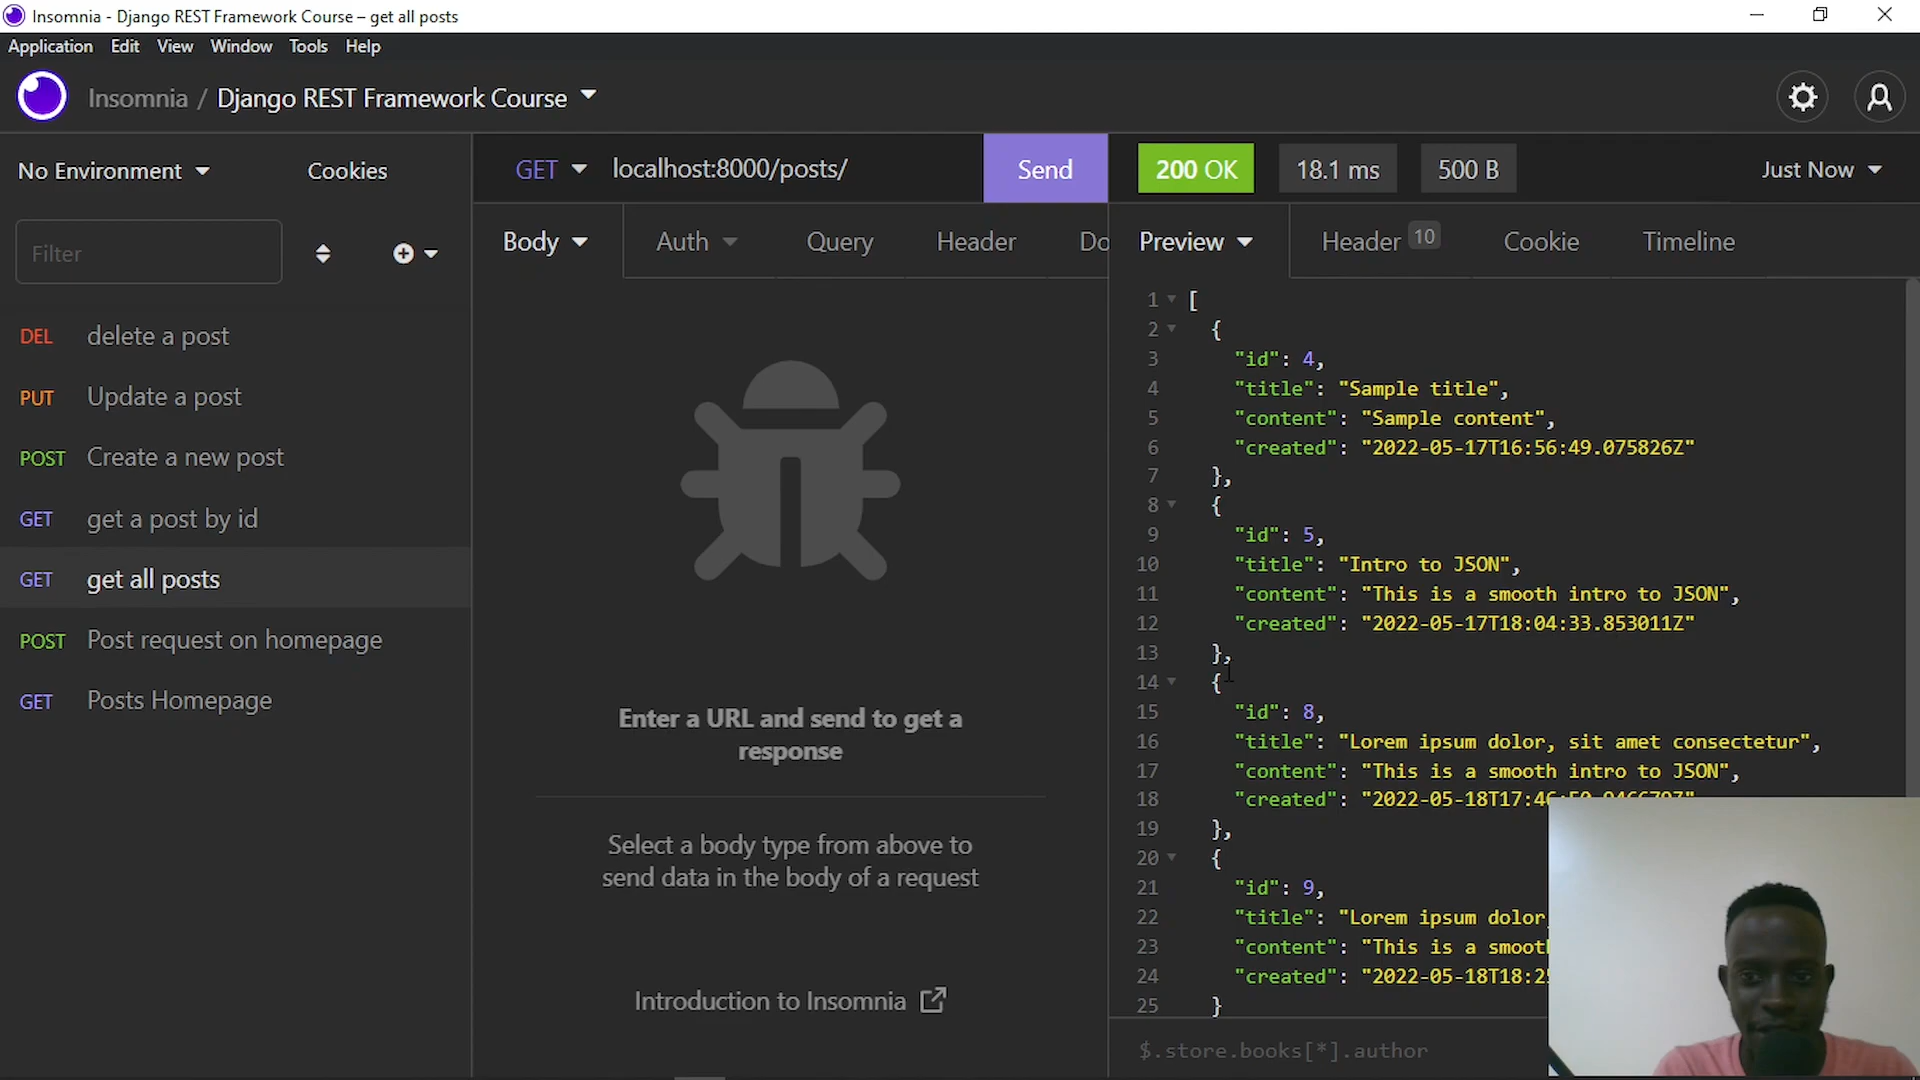 Insomnia - Django REST Framework Course – get all posts
Application Edit View Window Tools Help
Insomnia / Django REST Framework Course
No Environment Cookies
GET localhost:8000/posts/ Send
200 OK 18.1 ms 500 B Just Now
Filter
Body Auth Query Header Do
Preview Header 10 Cookie Timeline
DEL delete a post
PUT Update a post
POST Create a new post
GET get a post by id
GET get all posts
POST Post request on homepage
GET Posts Homepage
Enter a URL and send to get a
response
Select a body type from above to
send data in the body of a request
Introduction to Insomnia
1 [
2 {
3 "id": 4,
4 "title": "Sample title",
5 "content": "Sample content",
6 "created": "2022-05-17T16:56:49.075826Z"
7 },
8 {
9 "id": 5,
10 "title": "Intro to JSON",
11 "content": "This is a smooth intro to JSON",
12 "created": "2022-05-17T18:04:33.853011Z"
13 },
14 {
15 "id": 8,
16 "title": "Lorem ipsum dolor, sit amet consectetur",
17 "content": "This is a smooth intro to JSON",
18 "created":
19 },
20 {
21 "id": 9,
22 "title": "Lorem ipsum dolor
23 "content": "This is a smooth
24 "created": "2022-05-18T18:25
25 }
$.store.books[*].author